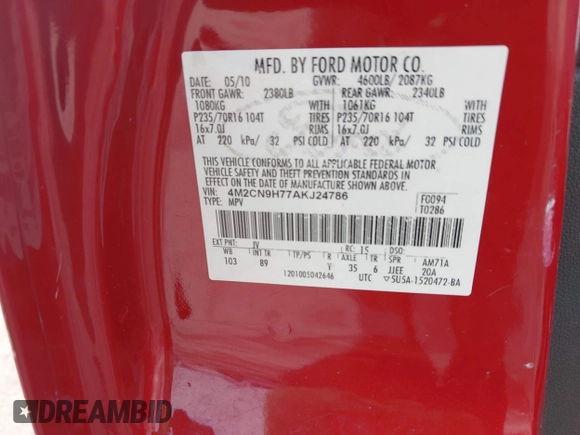 MFD. BY FORD MOTOR CO.
DATE: 05/10 GVWR: 4600LB/ 2087KG
FRONT GAWR: 2380LB REAR GAWR: 2340LB
1080KG WITH 1061KG WITH
P235/70R16 104T TIRES P235/70R16 104T TIRES
16x7.0J RIMS 16x7.0J RIMS
AT 220 kPa/ 32 PSI COLD AT 220 kPa/ 32 PSI COLD
THIS VEHICLE CONFORMS TO ALL APPLICABLE FEDERAL MOTOR
VEHICLE SAFETY AND THEFT PREVENTION STANDARDS IN EFFECT
ON THE DATE OF MANUFACTURE SHOWN ABOVE.
VIN: 4M2CN9H77AKJ24786 F0094
TYPE: MPV T0286
EXT PNT: JV RC: 15 DSO:
WB INT TR TP/PS R AXLE TR SPR AM71A
103 89 Y 35 6 JJEE 20A
1201005042646 UTC 5U5A-1520472-BA
DREAMBID